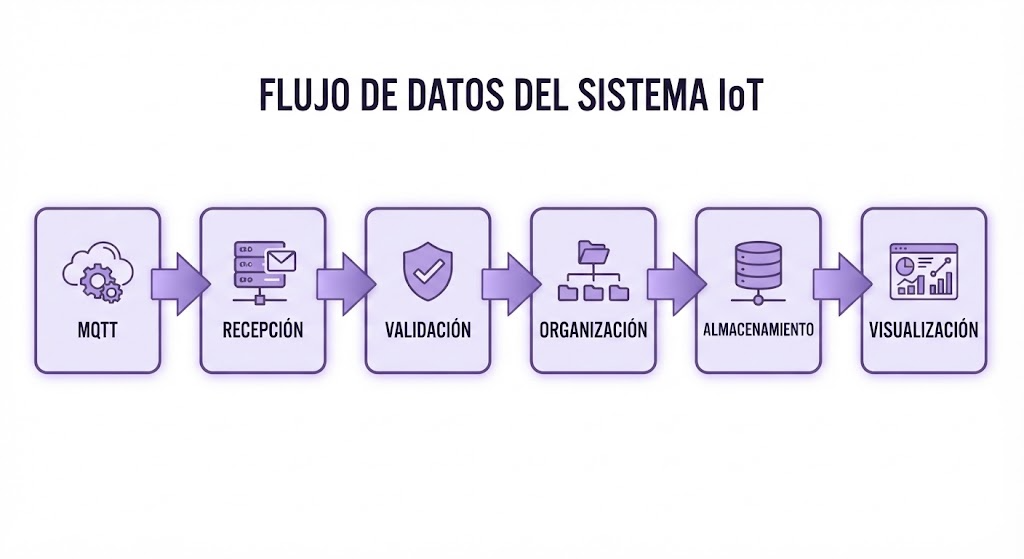 FLUJO DE DATOS DEL SISTEMA IoT
MQTT
RECEPCIÓN
VALIDACIÓN
ORGANIZACIÓN
ALMACENAMIENTO
VISUALIZACIÓN